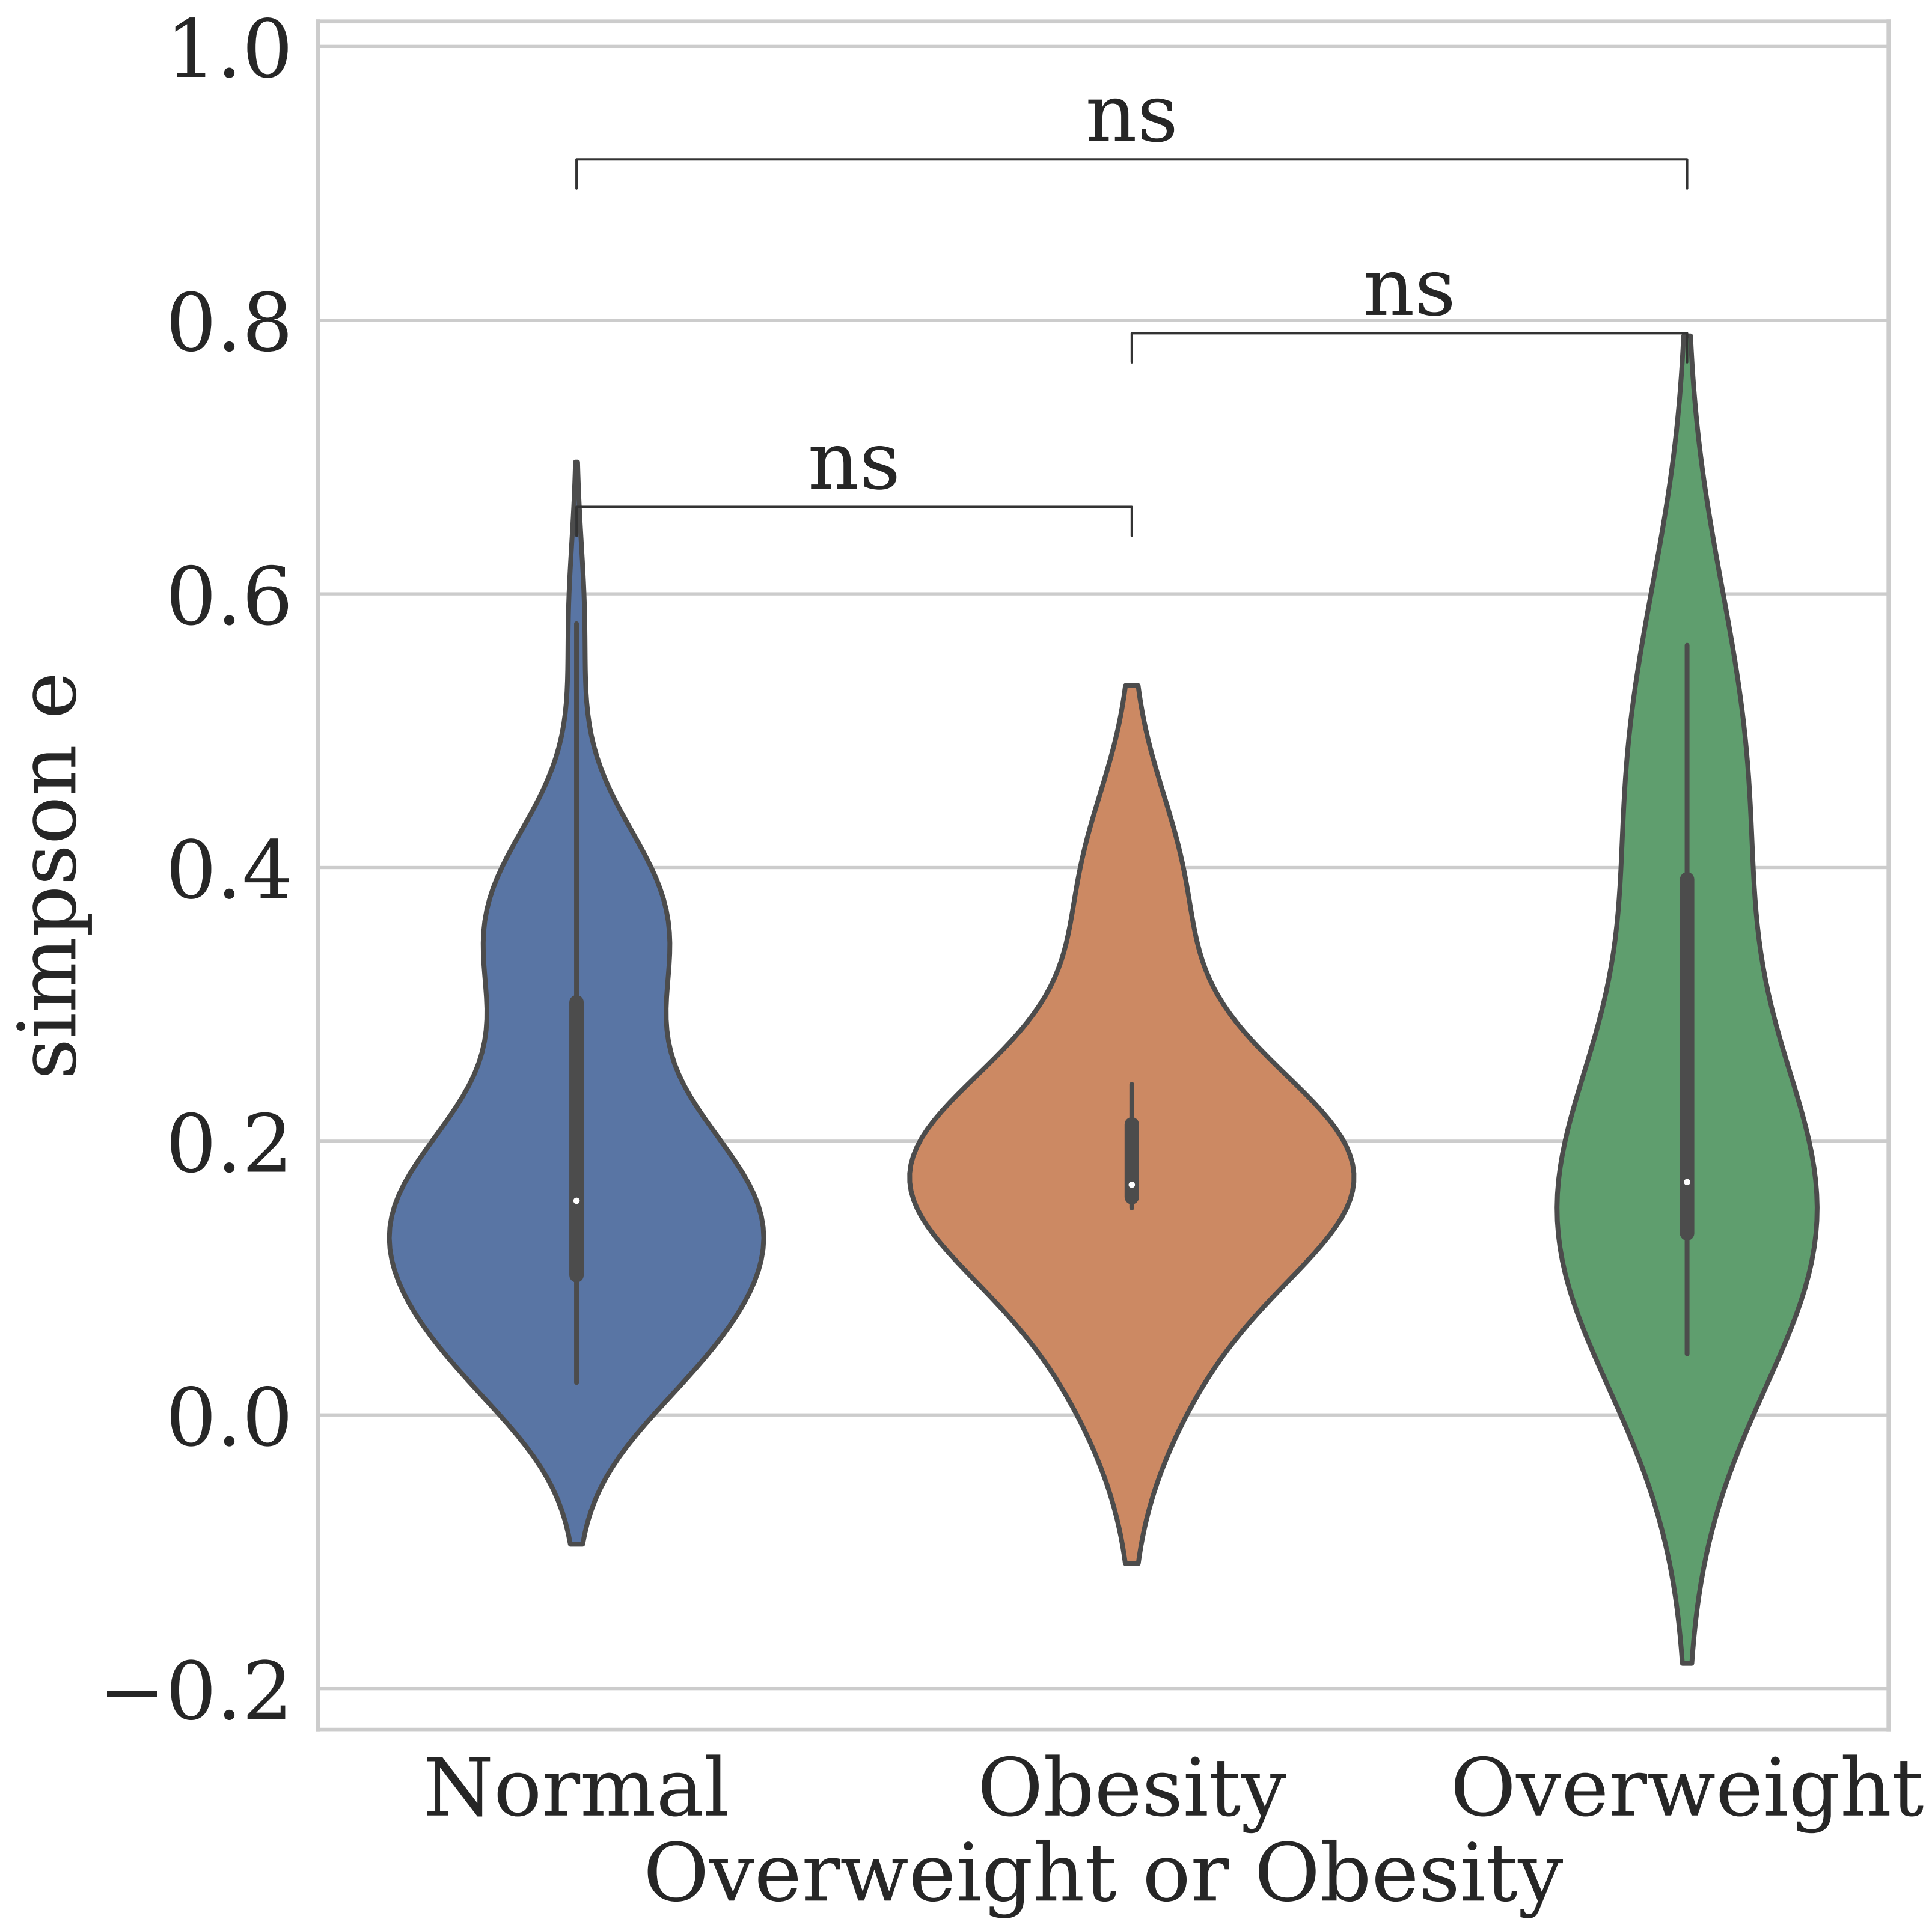 1.0
ns
ns
0.8
ns
0.6
simpson e
0.4
0.2
0.0
−0.2
Normal Obesity Overweight
Overweight or Obesity